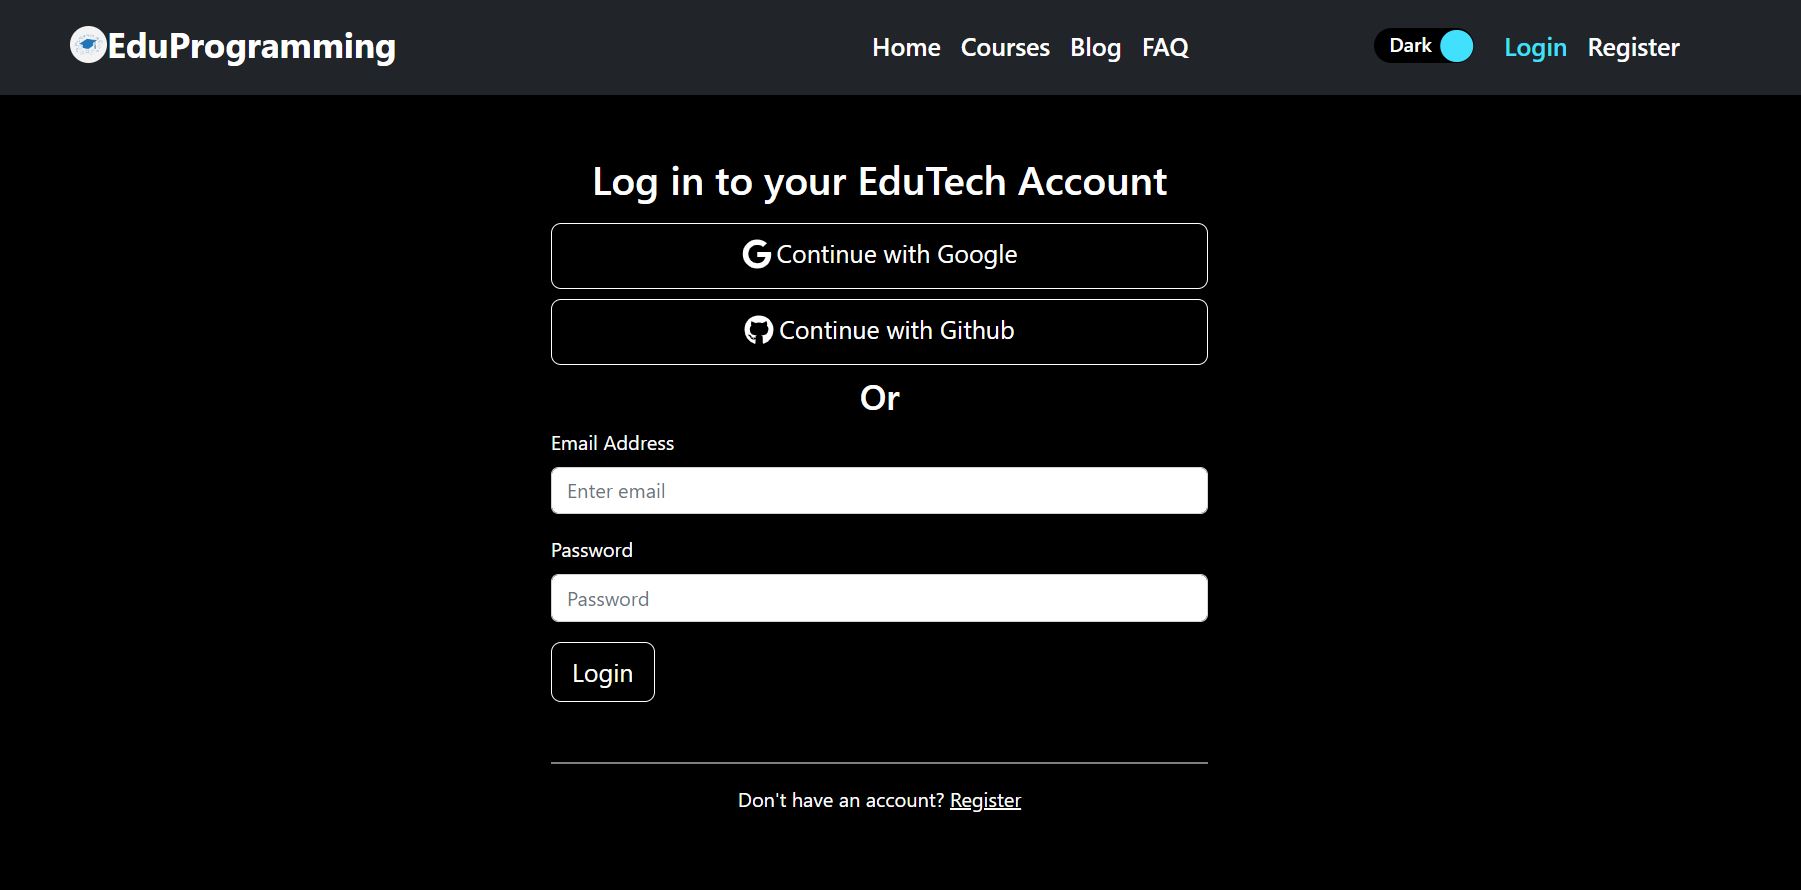 EduProgramming
Home Courses Blog FAQ
Dark
Login Register
Log in to your EduTech Account
Continue with Google
Continue with Github
Or
Email Address
Enter email
Password
Password
Login
Don't have an account? Register